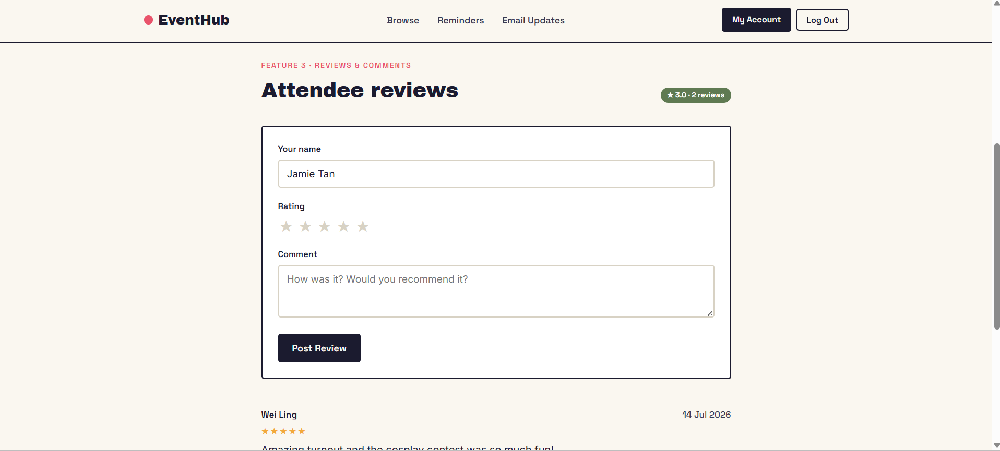 EventHub
Browse Reminders Email Updates
My Account Log Out
FEATURE 3 · REVIEWS & COMMENTS
Attendee reviews
★ 3.0 · 2 reviews
Your name
Jamie Tan
Rating
★ ★ ★ ★ ★
Comment
How was it? Would you recommend it?
Post Review
Wei Ling 14 Jul 2026
★★★★★
Amazing turnout and the cosplay contest was so much fun!